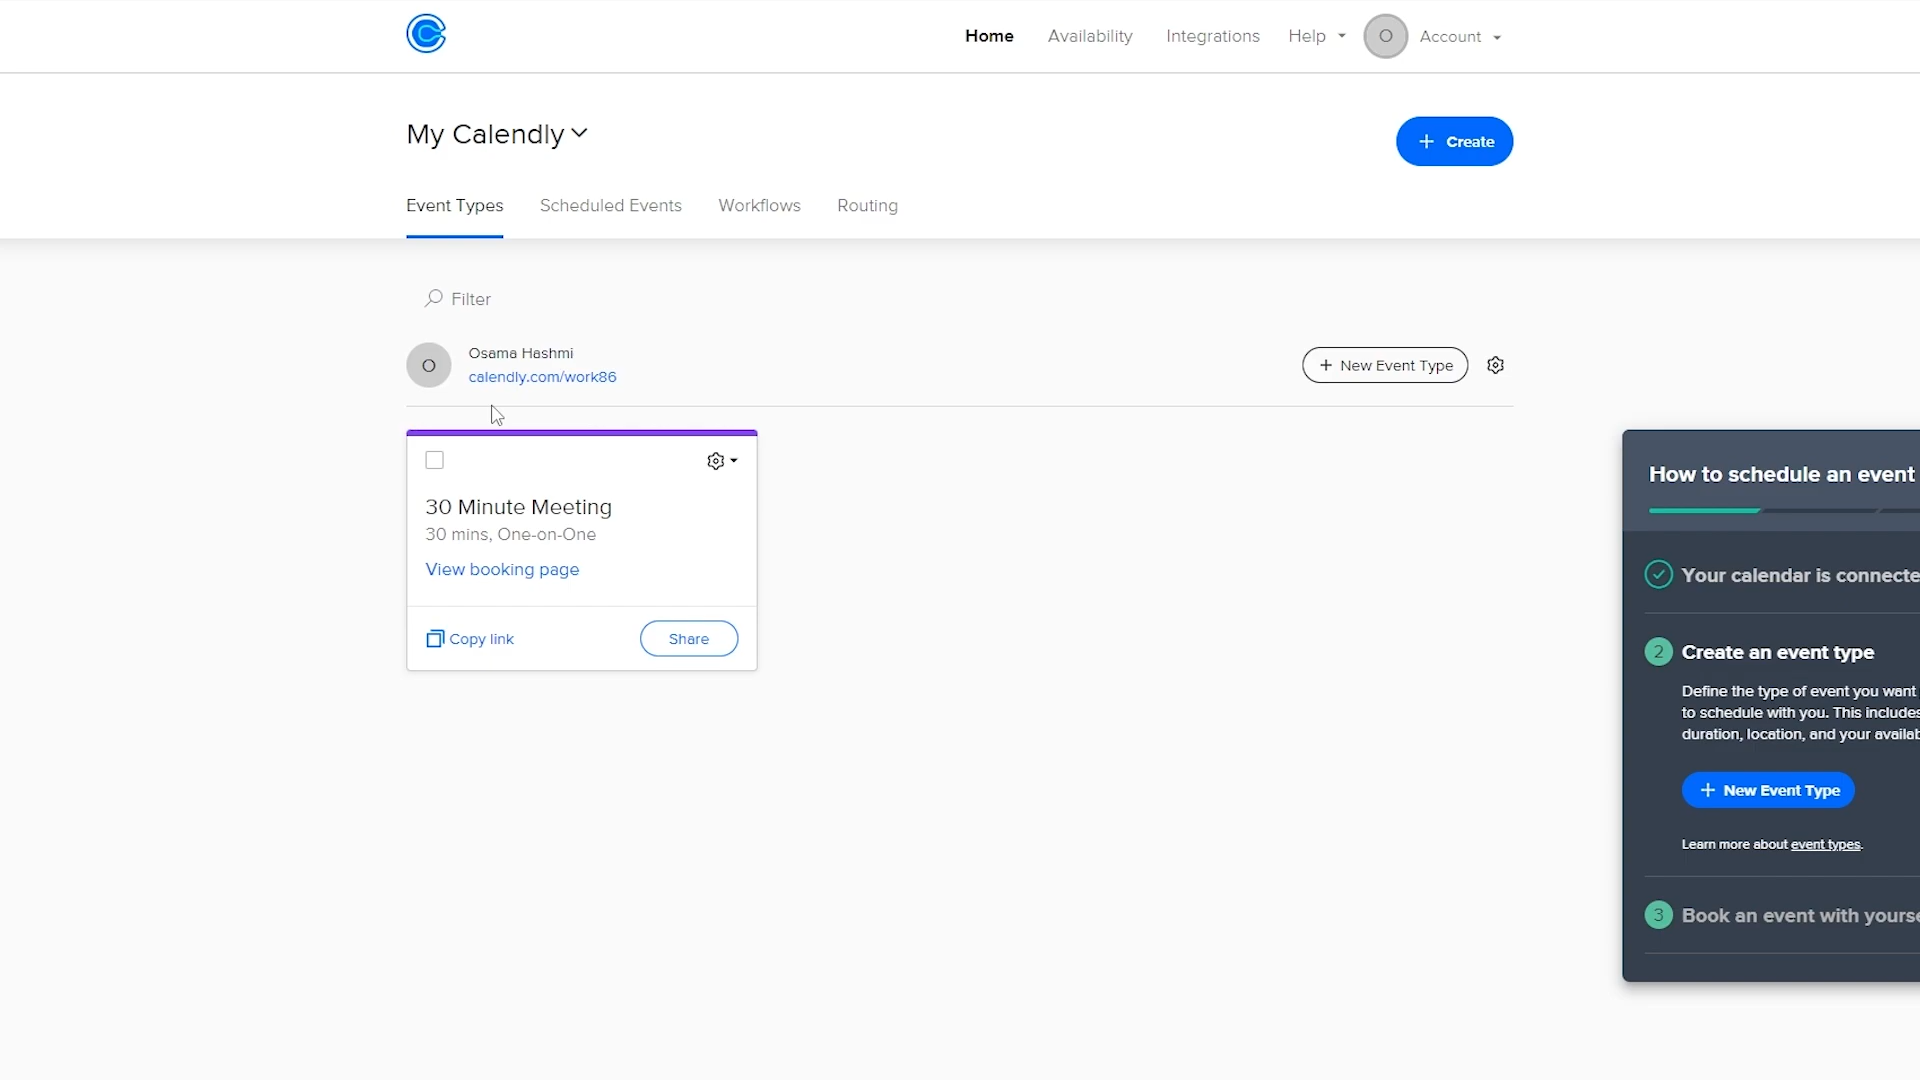 Home Availability Integrations Help O Account
My Calendly
+ Create
Event Types Scheduled Events Workflows Routing
Filter
O
Osama Hashmi
calendly.com/work86
+ New Event Type
30 Minute Meeting
30 mins, One-on-One
View booking page
Copy link
Share
How to schedule an event
Your calendar is connecte
2 Create an event type
Define the type of event you want
to schedule with you. This includes
duration, location, and your availab
+ New Event Type
Learn more about event types.
3 Book an event with yourse